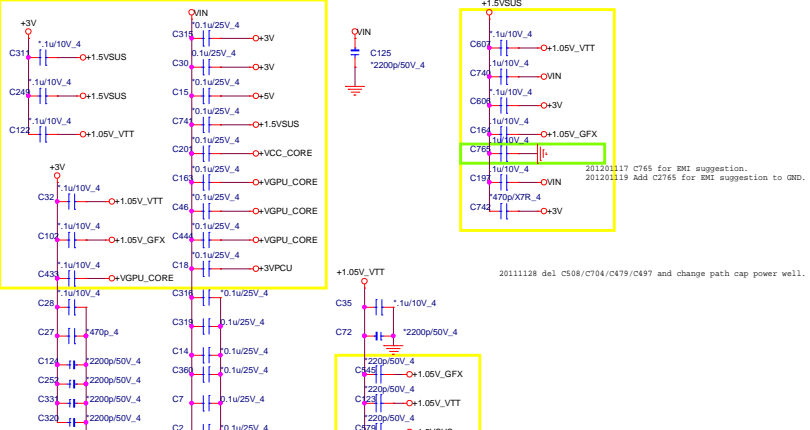 +3V
C311
*.1u/10V_4
+1.5VSUS
C249
*.1u/10V_4
+1.5VSUS
C122
*.1u/10V_4
+1.05V_VTT
+3V
C32
*.1u/10V_4
+1.05V_VTT
C102
*.1u/10V_4
+1.05V_GFX
C433
*.1u/10V_4
+VGPU_CORE
C28
*.1u/10V_4
C27
*470p_4
C124
*2200p/50V_4
C252
*2200p/50V_4
C331
*2200p/50V_4
C320
*2200p/50V_4
VIN
C315
*0.1u/25V_4
+3V
C30
0.1u/25V_4
+3V
C15
*0.1u/25V_4
+5V
C741
*0.1u/25V_4
+1.5VSUS
C201
*0.1u/25V_4
+VCC_CORE
C163
*0.1u/25V_4
+VGPU_CORE
C46
*0.1u/25V_4
+VGPU_CORE
C444
*0.1u/25V_4
+VGPU_CORE
C18
*0.1u/25V_4
+3VPCU
C316
*0.1u/25V_4
C319
0.1u/25V_4
C14
*0.1u/25V_4
C360
*0.1u/25V_4
C7
0.1u/25V_4
C2
*0.1u/25V_4
VIN
C125
*2200p/50V_4
+1.05V_VTT
C35
*.1u/10V_4
C72
*2200p/50V_4
*220p/50V_4
C545
+1.05V_GFX
*220p/50V_4
C123
+1.05V_VTT
*220p/50V_4
C579
+1.5VSUS
C607
*.1u/10V_4
+1.05V_VTT
C740
.1u/10V_4
VIN
C606
*.1u/10V_4
+3V
C164
.1u/10V_4
+1.05V_GFX
C765
.1u/10V_4
C197
*.1u/10V_4
VIN
C742
*470p/X7R_4
+3V
201201117 C765 for EMI suggestion.
201201119 Add C2765 for EMI suggestion to GND.
20111128 del C508/C704/C479/C497 and change path cap power well.